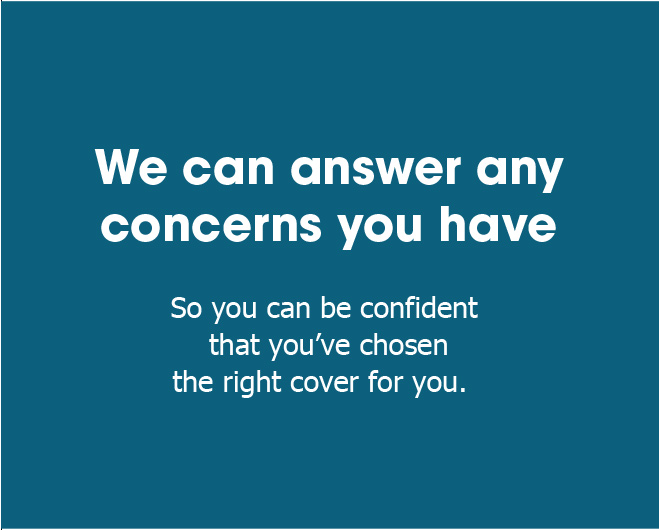 We can answer any
concerns you have
So you can be confident
that you’ve chosen
the right cover for you.